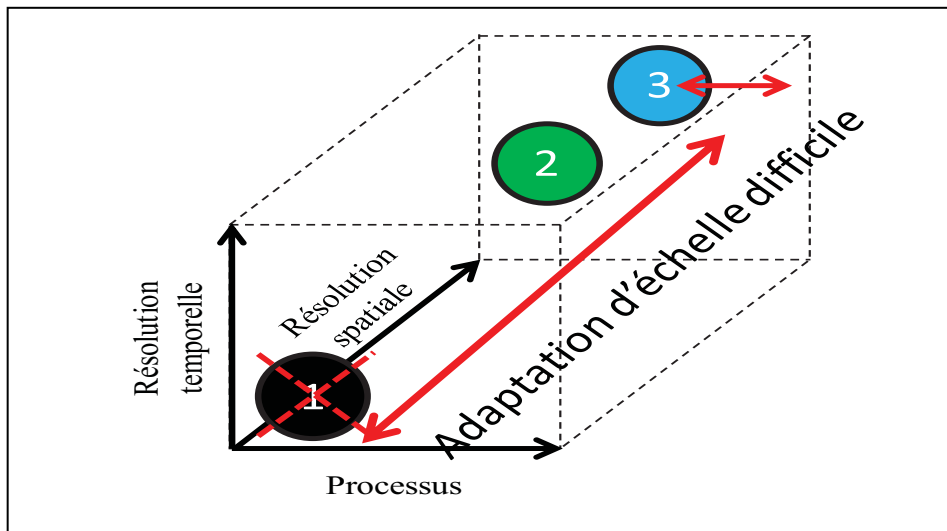 3
2
Adaptation d'échelle difficile
Résolution
spatiale
Résolution
temporelle
1
Processus